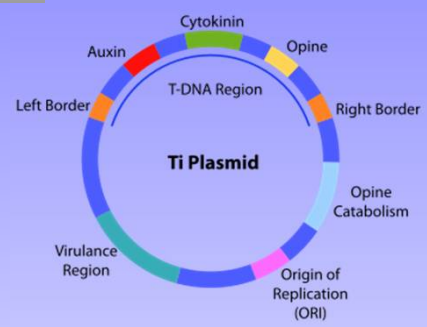 Cytokinin
Auxin
Opine
T-DNA Region
Left Border
Right Border
Ti Plasmid
Opine
Catabolism
Virulance
Region
Origin of
Replication
(ORI)